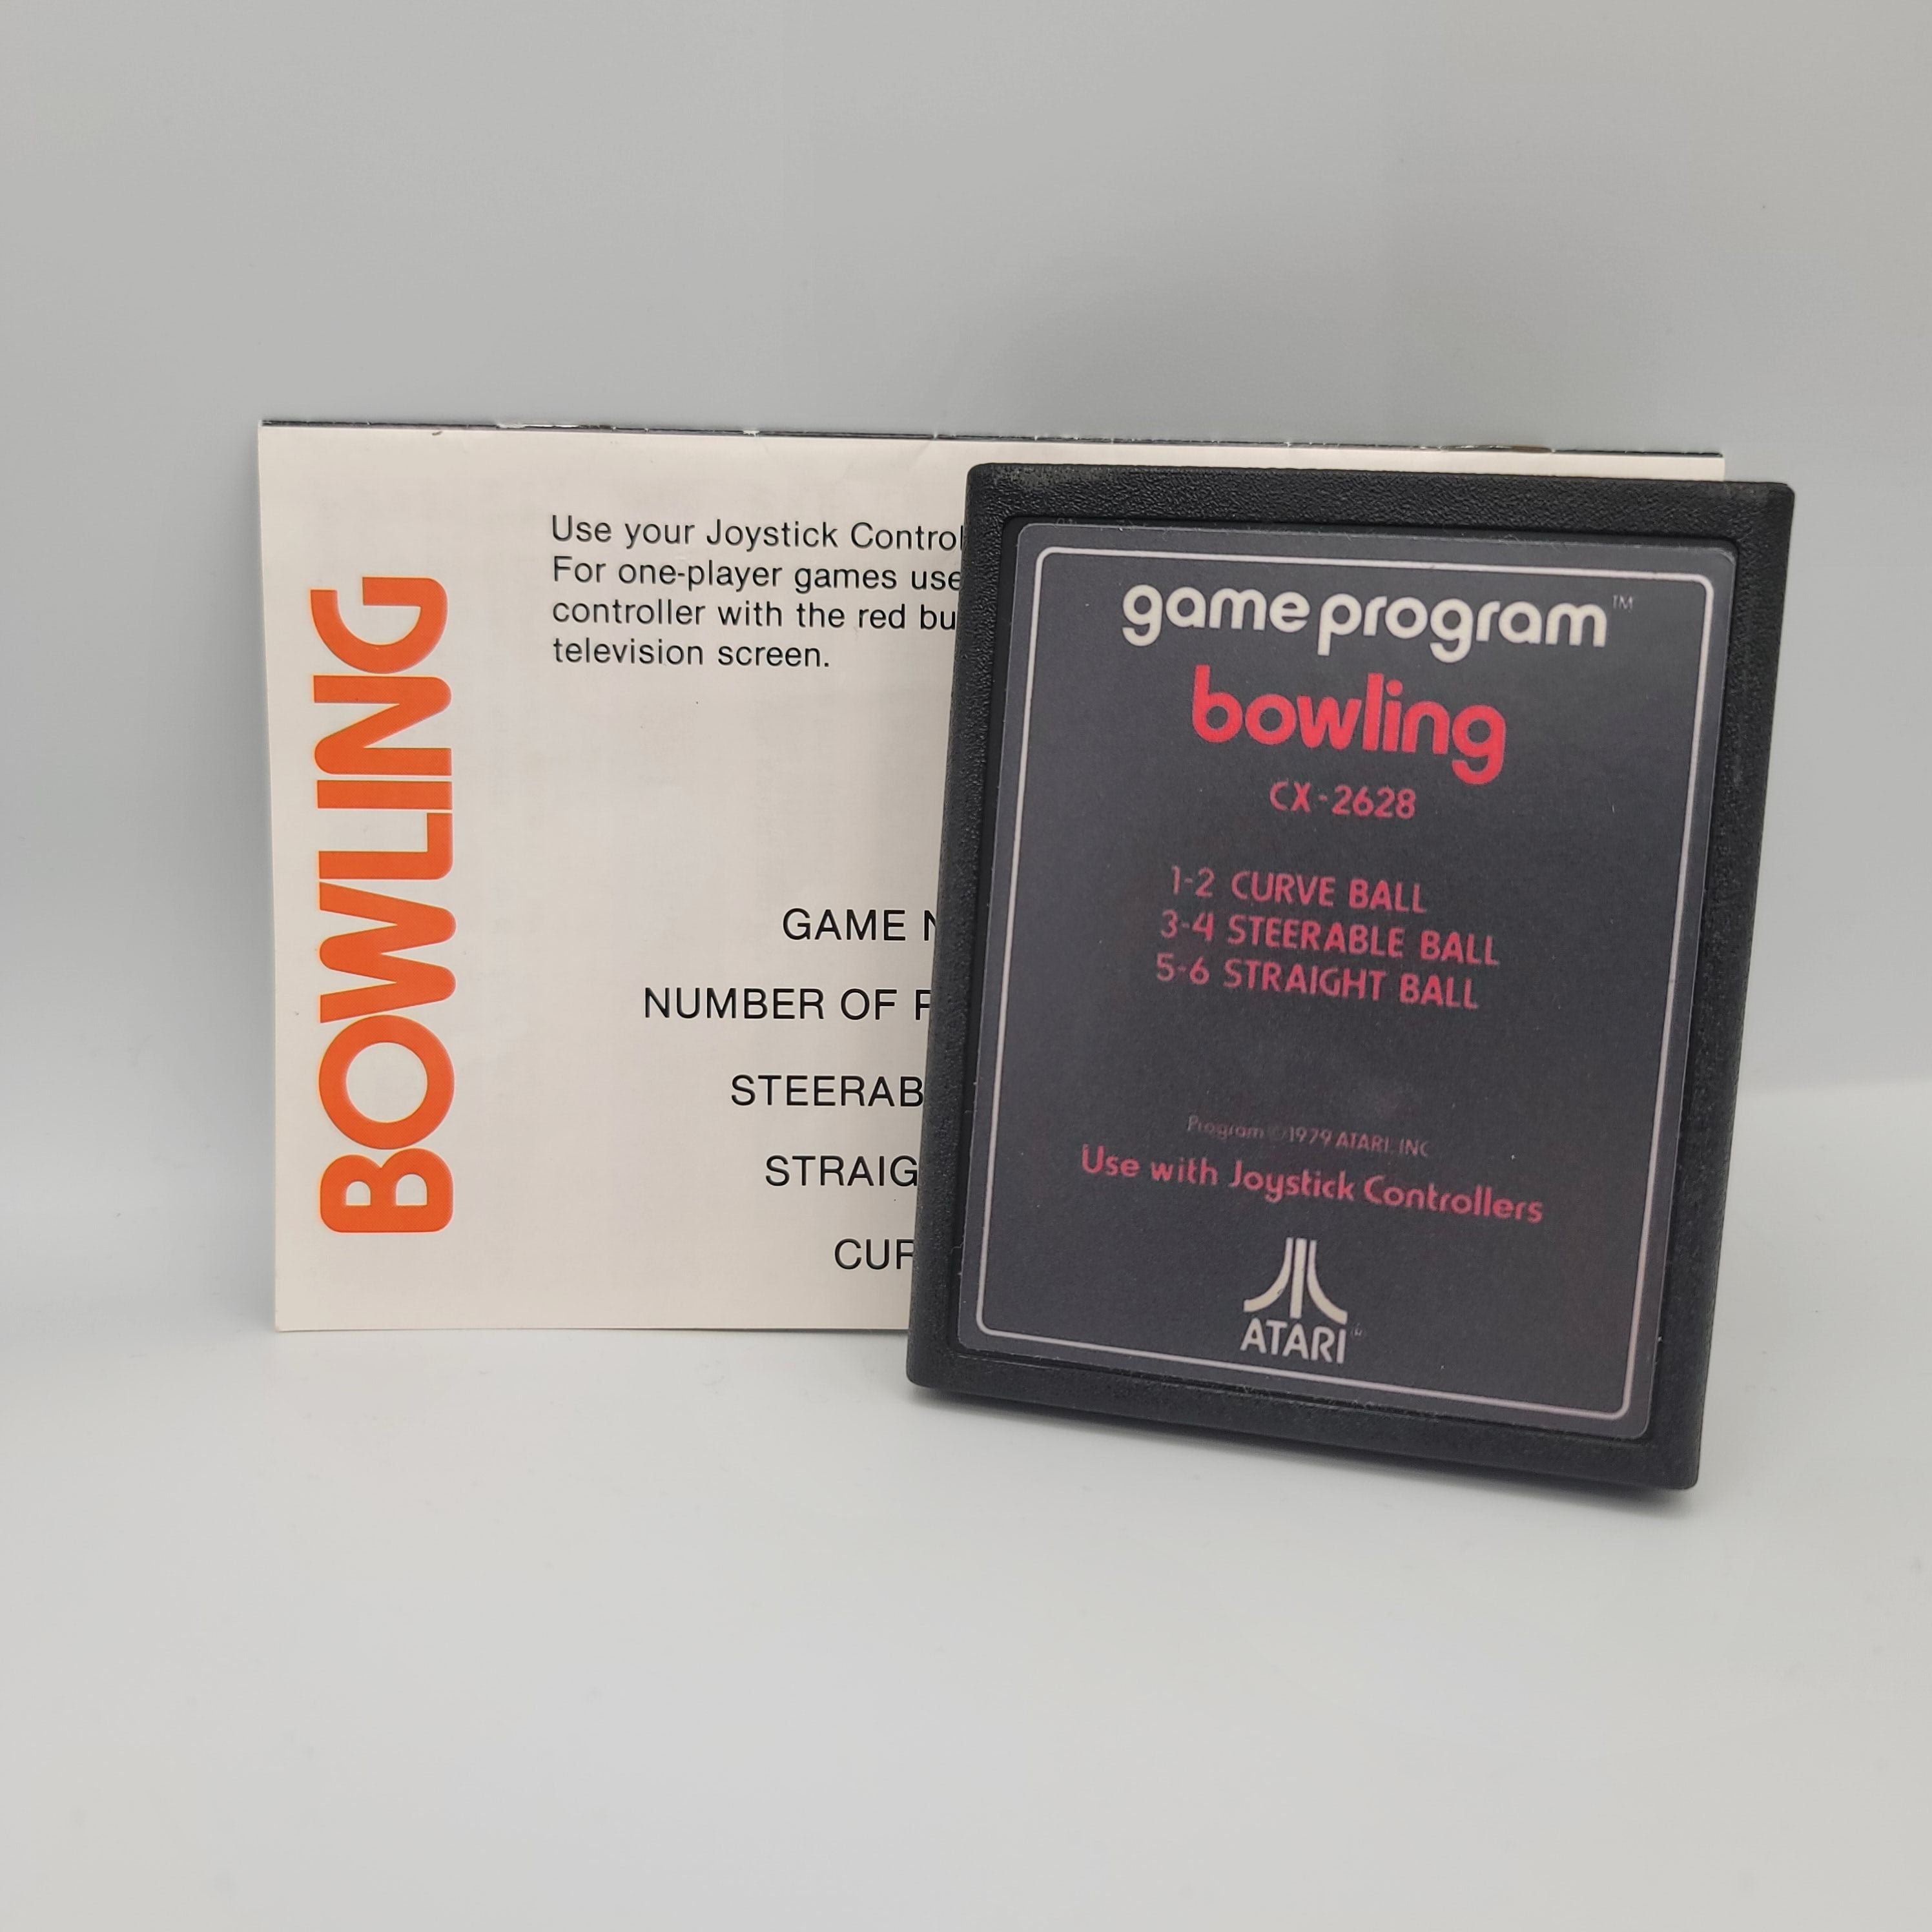 BOWLING
Use your Joystick Control
For one-player games use
controller with the red bu
television screen.
GAME N
NUMBER OF P
STEERAB
STRAIG
CUR
game program™
bowling
CX-2628
1-2 CURVE BALL
3-4 STEERABLE BALL
5-6 STRAIGHT BALL
Program © 1979 ATARI, INC
Use with Joystick Controllers
ATARI